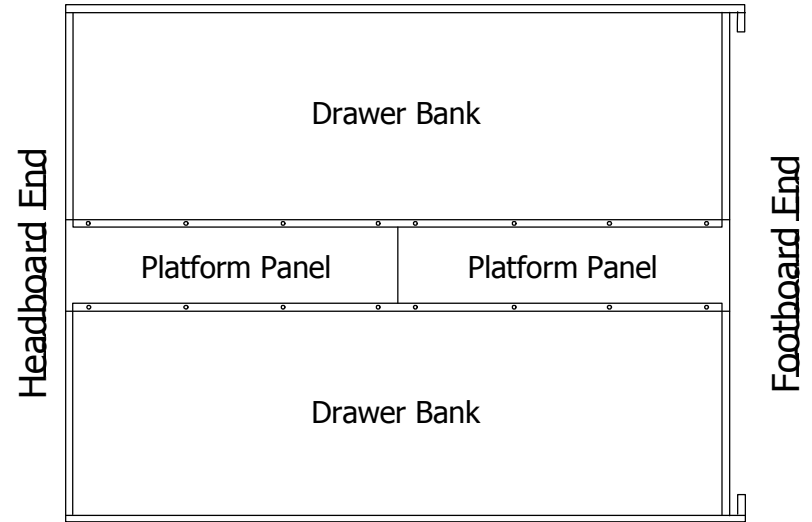 Drawer Bank
Headboard End
Platform Panel
Platform Panel
Footboard End
Drawer Bank